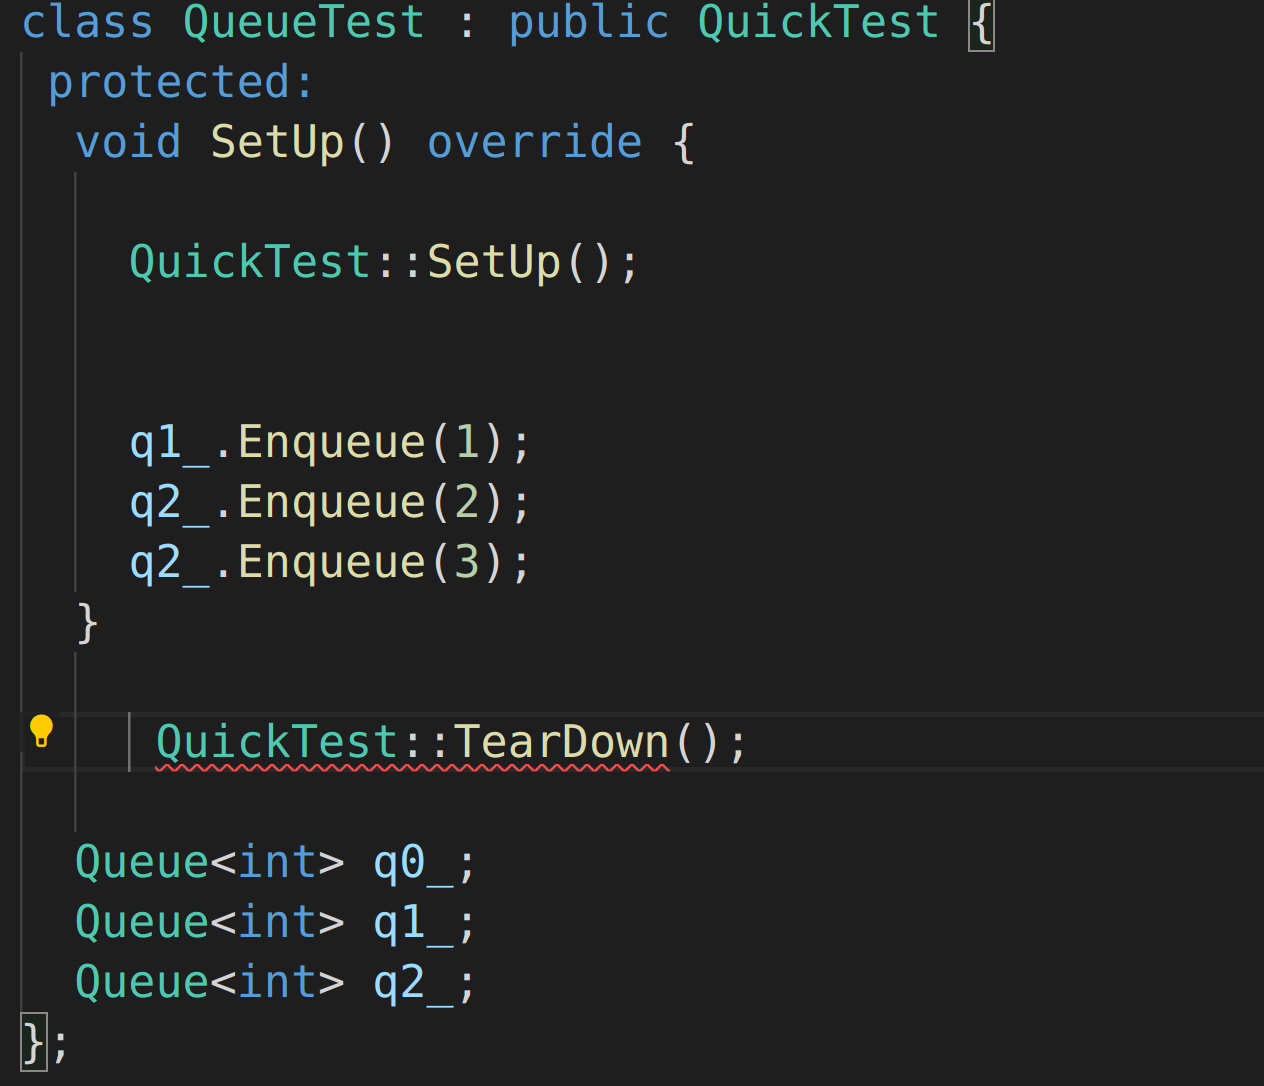 class QueueTest : public QuickTest {
protected:
void SetUp() override {
QuickTest::SetUp();
q1_.Enqueue(1);
q2_.Enqueue(2);
q2_.Enqueue(3);
}
QuickTest::TearDown();
Queue<int> q0_;
Queue<int> q1_;
Queue<int> q2_;
};